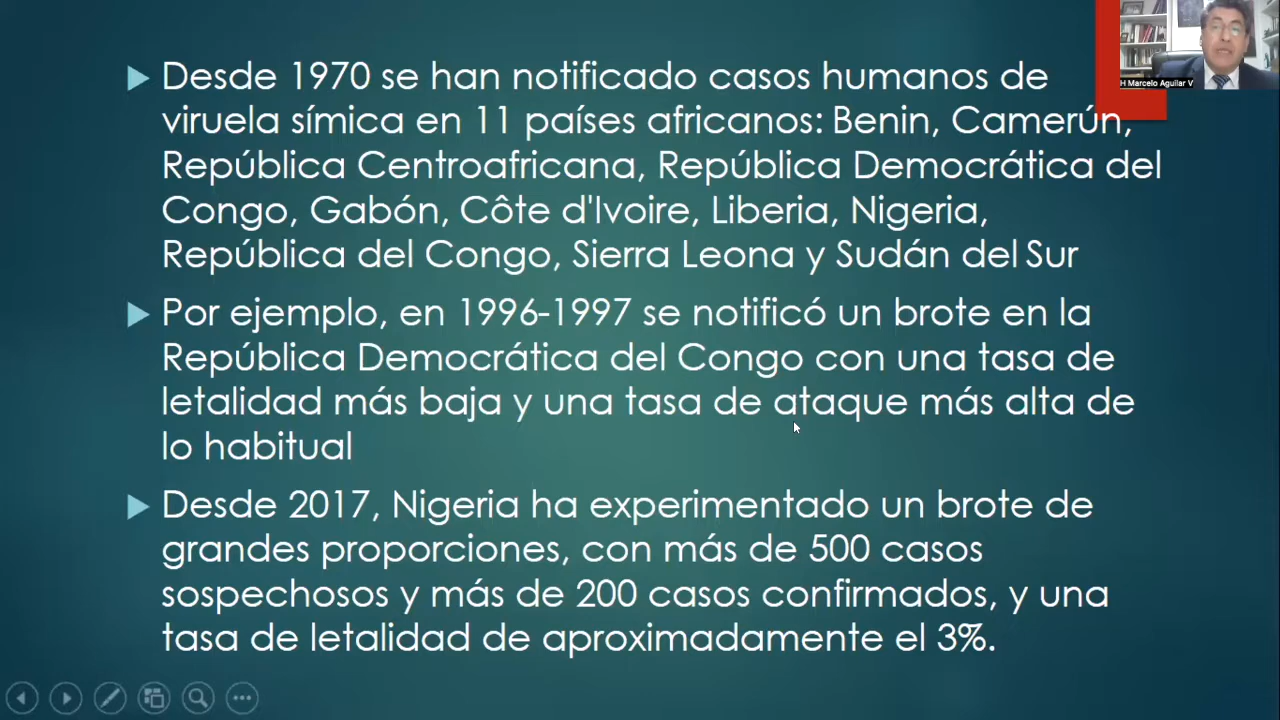 Desde 1970 se han notificado casos humanos de
viruela símica en 11 países africanos: Benin, Camerún,
República Centroafricana, República Democrática del
Congo, Gabón, Côte d'Ivoire, Liberia, Nigeria,
República del Congo, Sierra Leona y Sudán del Sur
Por ejemplo, en 1996-1997 se notificó un brote en la
República Democrática del Congo con una tasa de
letalidad más baja y una tasa de ataque más alta de
lo habitual
Desde 2017, Nigeria ha experimentado un brote de
grandes proporciones, con más de 500 casos
sospechosos y más de 200 casos confirmados, y una
tasa de letalidad de aproximadamente el 3%.
H Marcelo Aguilar V